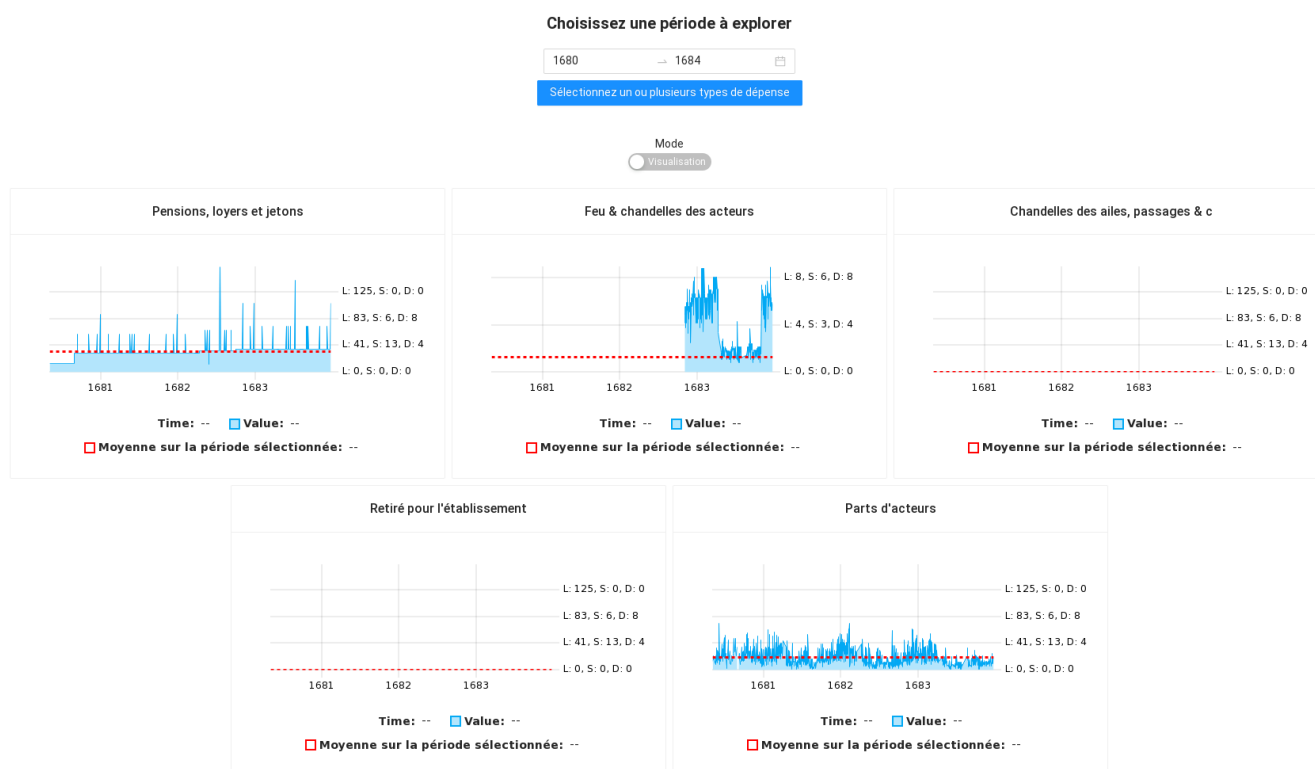 Choisissez une période à explorer
1680 → 1684
Sélectionnez un ou plusieurs types de dépense
Mode
Visualisation
Pensions, loyers et jetons
L: 125, S: 0, D: 0
L: 83, S: 6, D: 8
L: 41, S: 13, D: 4
L: 0, S: 0, D: 0
1681 1682 1683
Time: -- Value: --
Moyenne sur la période sélectionnée: --
Feu & chandelles des acteurs
L: 8, S: 6, D: 8
L: 4, S: 3, D: 4
L: 0, S: 0, D: 0
1681 1682 1683
Time: -- Value: --
Moyenne sur la période sélectionnée: --
Chandelles des ailes, passages & c
L: 125, S: 0, D: 0
L: 83, S: 6, D: 8
L: 41, S: 13, D: 4
L: 0, S: 0, D: 0
1681 1682 1683
Time: -- Value: --
Moyenne sur la période sélectionnée: --
Retiré pour l'établissement
L: 125, S: 0, D: 0
L: 83, S: 6, D: 8
L: 41, S: 13, D: 4
L: 0, S: 0, D: 0
1681 1682 1683
Time: -- Value: --
Moyenne sur la période sélectionnée: --
Parts d'acteurs
L: 125, S: 0, D: 0
L: 83, S: 6, D: 8
L: 41, S: 13, D: 4
L: 0, S: 0, D: 0
1681 1682 1683
Time: -- Value: --
Moyenne sur la période sélectionnée: --